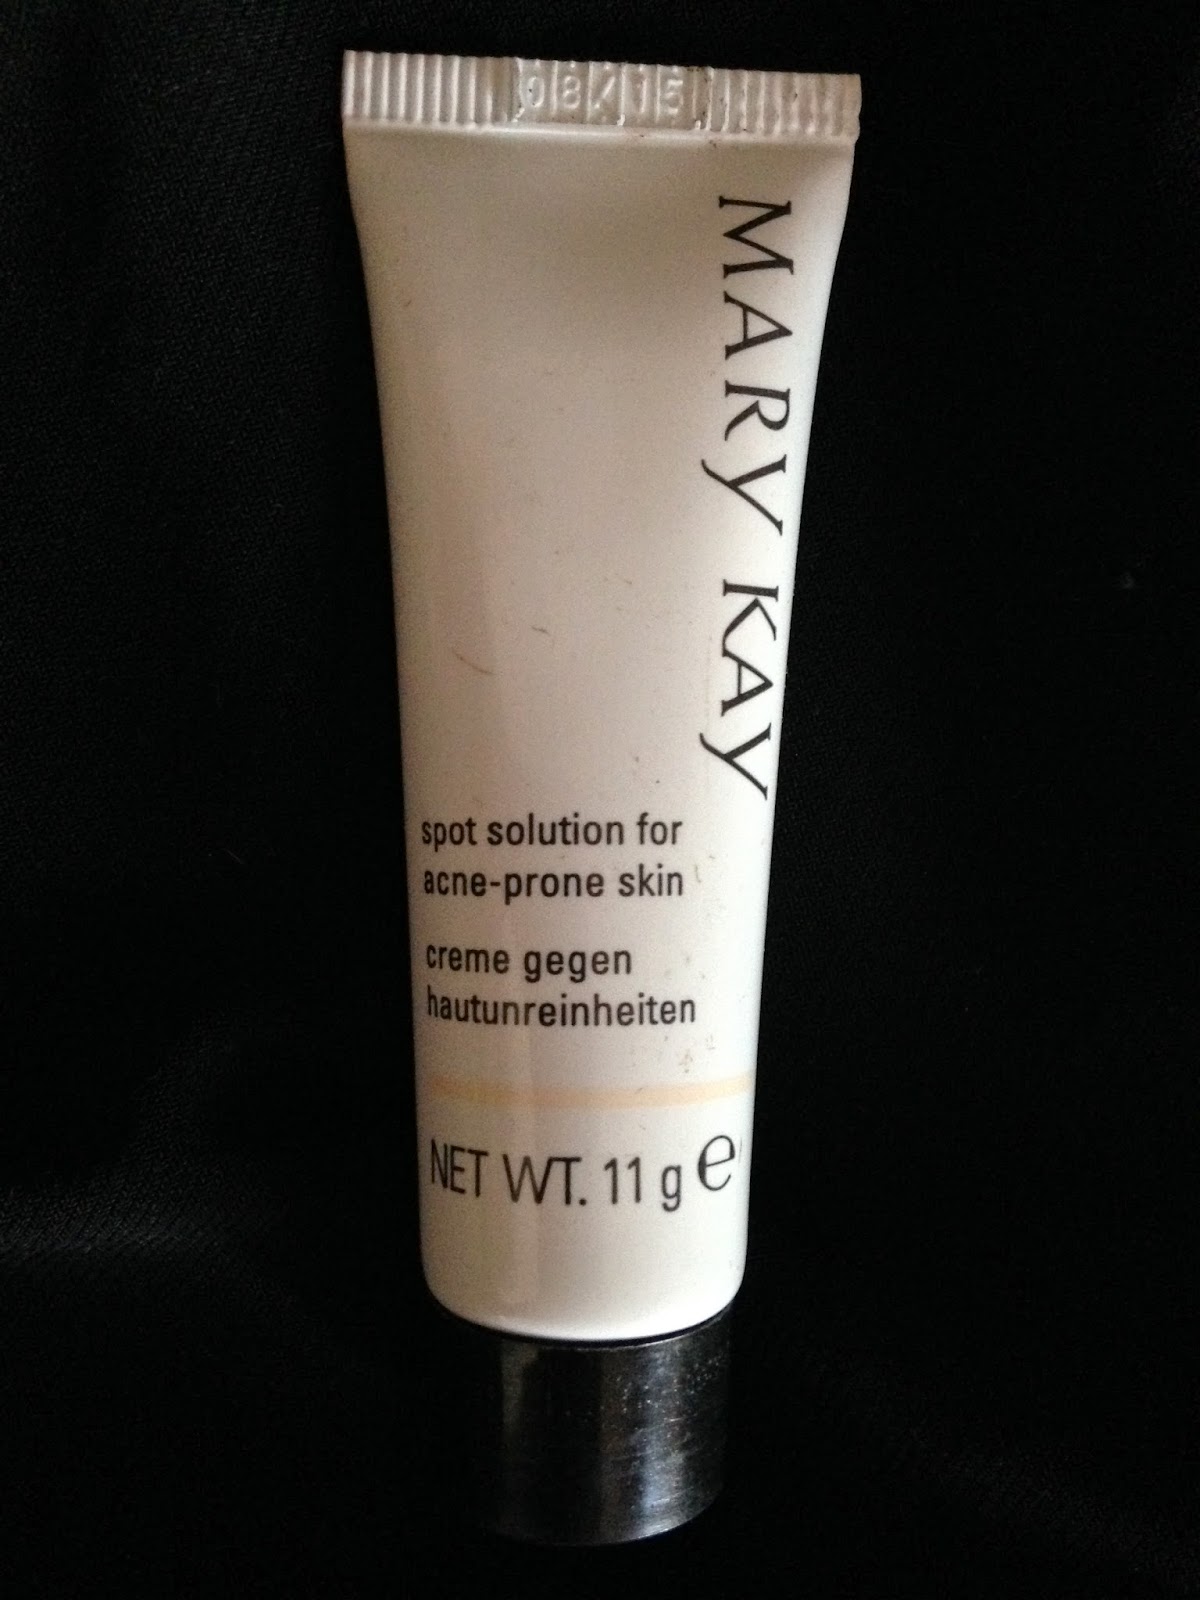 08/15
MARY KAY
spot solution for
acne-prone skin
creme gegen
hautunreinheiten
NET WT. 11 g ℮